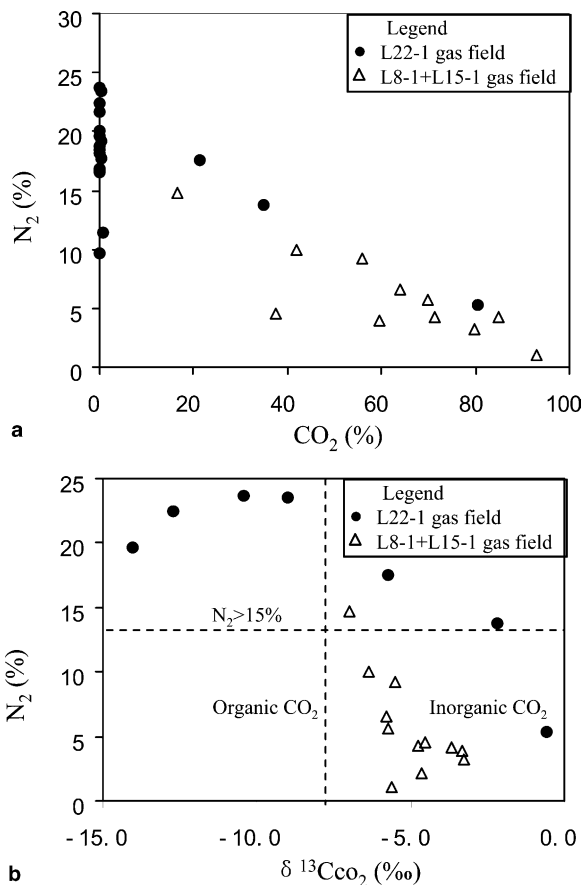 30
Legend
L22-1 gas field
L8-1+L15-1 gas field
25
20
15
10
5
0
N₂ (%)
0 20 40 60 80 100
CO₂ (%)
a
25
Legend
L22-1 gas field
L8-1+L15-1 gas field
20
15
N₂>15%
10
Organic CO₂ Inorganic CO₂
5
0
N₂ (%)
-15.0 -10.0 -5.0 0.0
δ ¹³Cco₂ (‰)
b